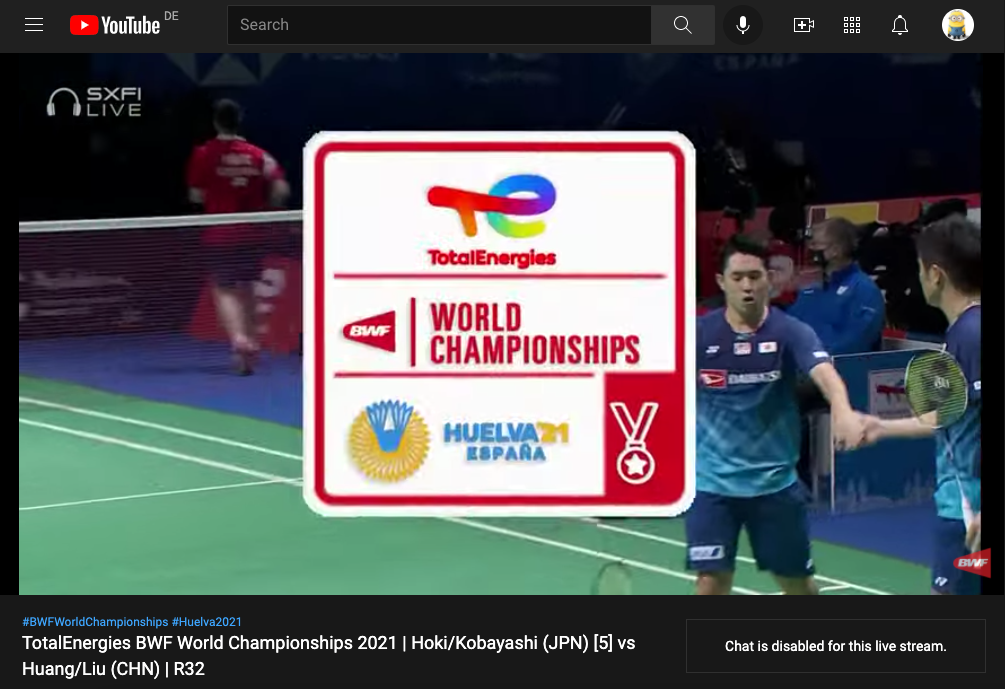 YouTube DE
Search
SXFI
LIVE
TotalEnergies
BWF
WORLD
CHAMPIONSHIPS
HUELVA'21
ESPAÑA
DAIHATSU
BWF
#BWFWorldChampionships #Huelva2021
TotalEnergies BWF World Championships 2021 | Hoki/Kobayashi (JPN) [5] vs
Huang/Liu (CHN) | R32
Chat is disabled for this live stream.